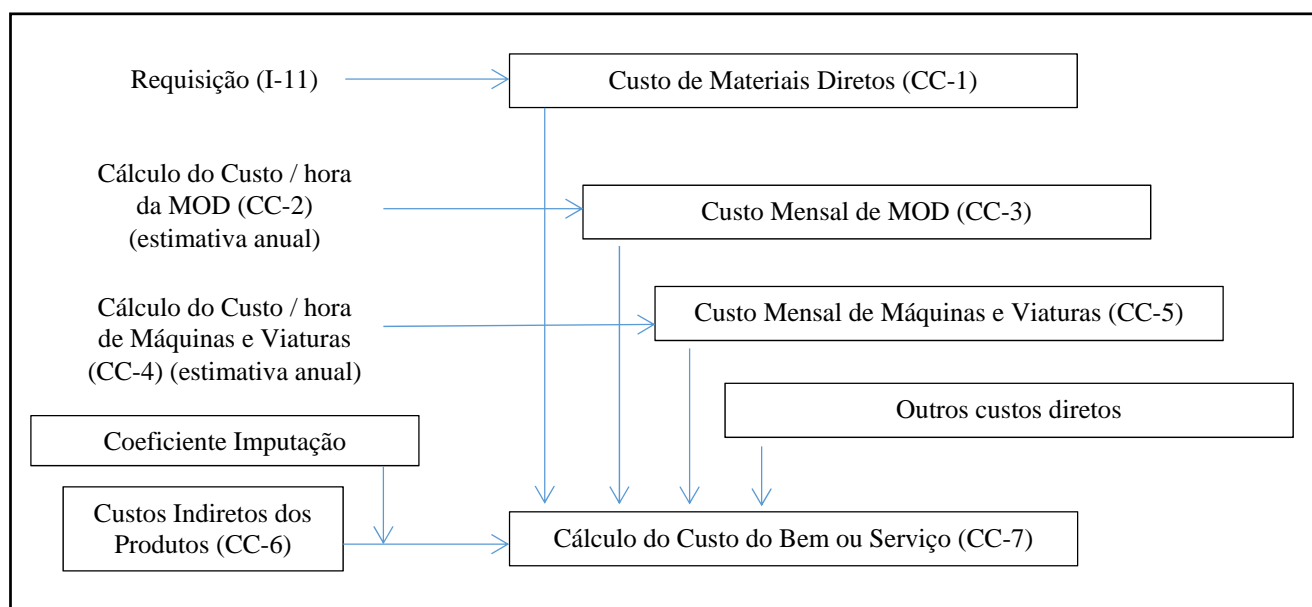 Requisição (I-11)
Custo de Materiais Diretos (CC-1)
Cálculo do Custo / hora
da MOD (CC-2)
(estimativa anual)
Custo Mensal de MOD (CC-3)
Cálculo do Custo / hora
de Máquinas e Viaturas
(CC-4) (estimativa anual)
Custo Mensal de Máquinas e Viaturas (CC-5)
Outros custos diretos
Coeficiente Imputação
Custos Indiretos dos
Produtos (CC-6)
Cálculo do Custo do Bem ou Serviço (CC-7)